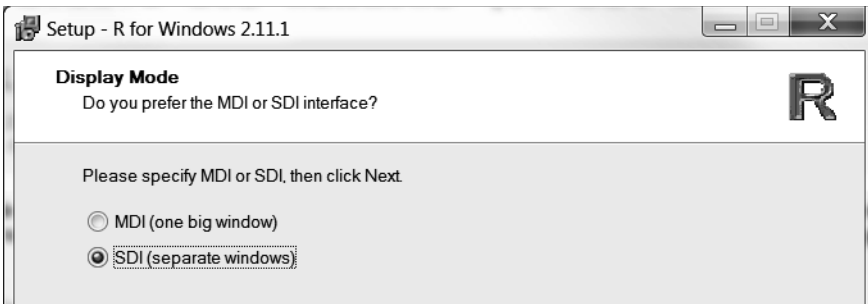 Setup - R for Windows 2.11.1
X
Display Mode
Do you prefer the MDI or SDI interface?
R
Please specify MDI or SDI, then click Next.
MDI (one big window)
SDI (separate windows)